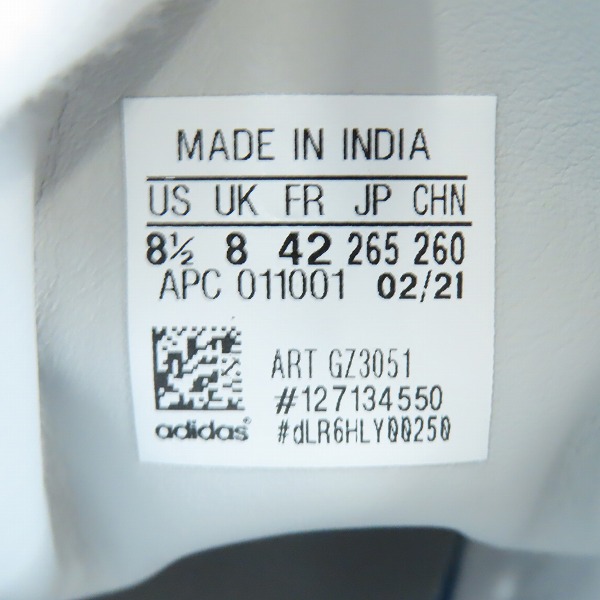 MADE IN INDIA
US UK FR JP CHN
8½ 8 42 265 260
APC 011001 02/21
ART GZ3051
#127134550
adidas #dLR6HLY00250